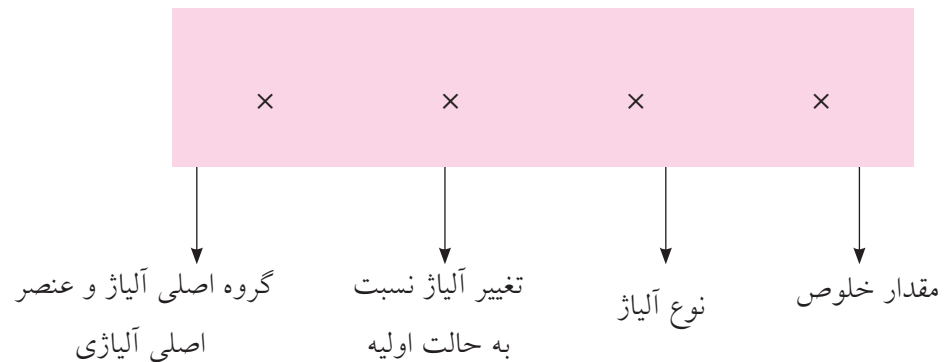 × × × ×
مقدار خلوص
نوع آلیاژ
تغییر آلیاژ نسبت
به حالت اولیه
گروه اصلی آلیاژ و عنصر
اصلی آلیاژی